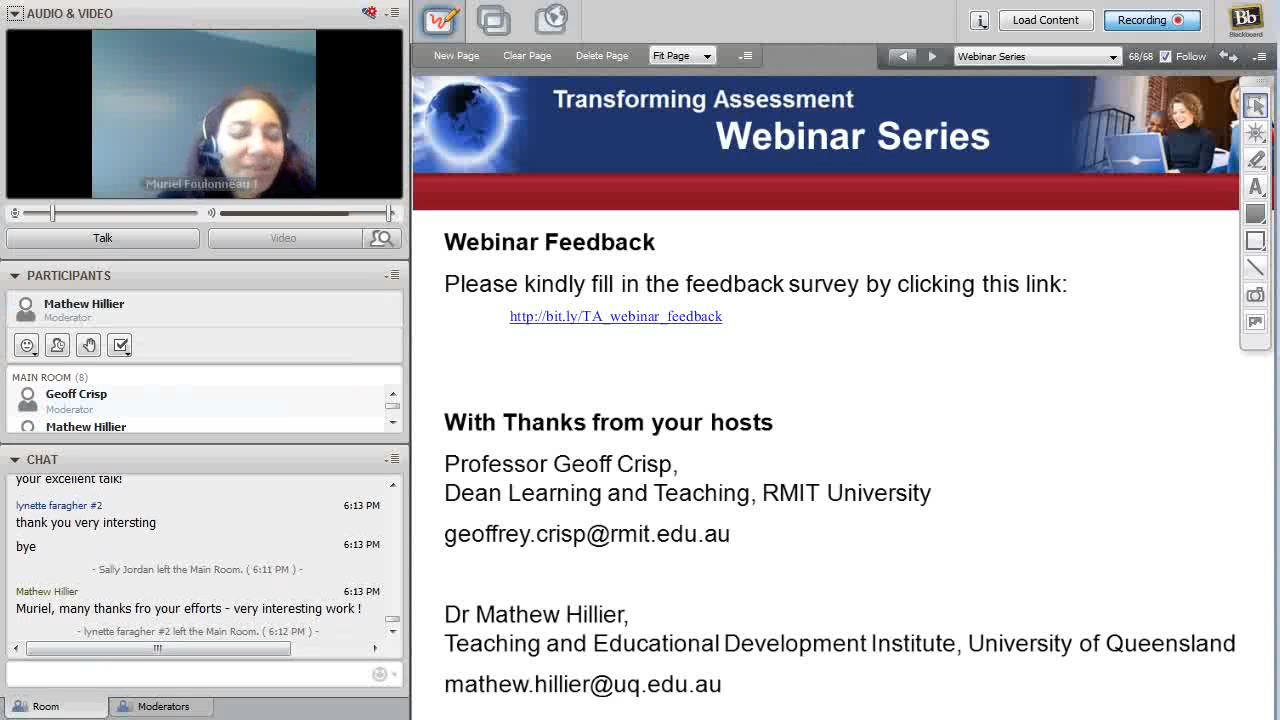 AUDIO & VIDEO
Muriel Foulonneau 1
Talk
Video
PARTICIPANTS
Mathew Hillier
Moderator
MAIN ROOM (8)
Geoff Crisp
Moderator
Mathew Hillier
CHAT
your excellent talk!
lynette faragher #2 6:13 PM
thank you very intersting
bye 6:13 PM
- Sally Jordan left the Main Room. ( 6:11 PM ) -
Mathew Hillier 6:13 PM
Muriel, many thanks fro your efforts - very interesting work !
- lynette faragher #2 left the Main Room. ( 6:12 PM ) -
Room
Moderators
Load Content
Recording
Bb
Blackboard
New Page Clear Page Delete Page Fit Page
Webinar Series 68/68 Follow
Transforming Assessment
Webinar Series
A
Webinar Feedback
Please kindly fill in the feedback survey by clicking this link:
http://bit.ly/TA_webinar_feedback
With Thanks from your hosts
Professor Geoff Crisp,
Dean Learning and Teaching, RMIT University
geoffrey.crisp@rmit.edu.au
Dr Mathew Hillier,
Teaching and Educational Development Institute, University of Queensland
mathew.hillier@uq.edu.au